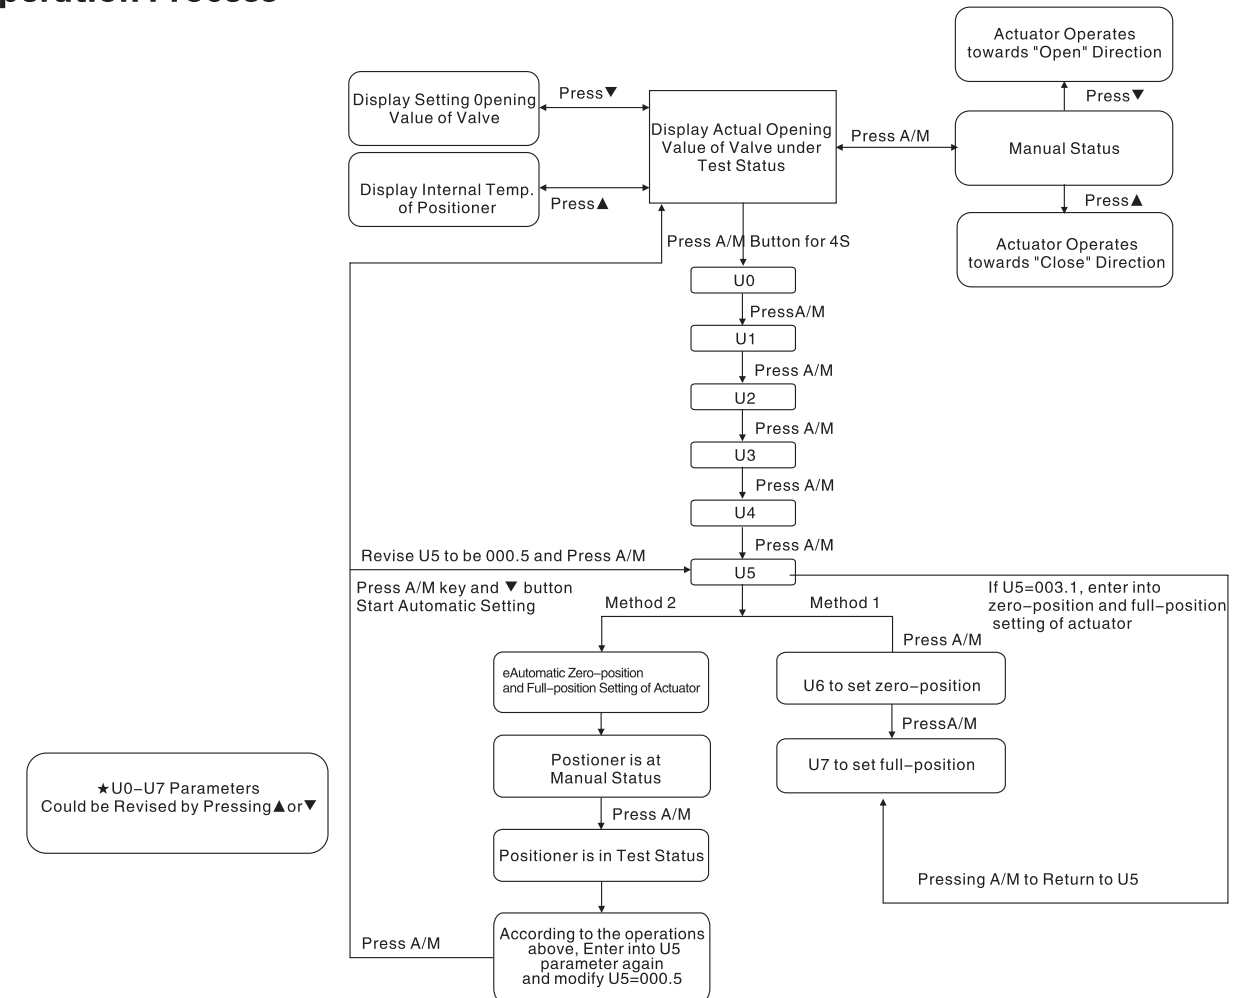 peration Process
Actuator Operates
towards "Open" Direction
Press▼
Display Setting 0pening
Value of Valve
Press▼
Display Actual Opening
Value of Valve under
Test Status
Press A/M
Manual Status
Display Internal Temp.
of Positioner
Press▲
Press▲
Actuator Operates
towards "Close" Direction
Press A/M Button for 4S
U0
PressA/M
U1
Press A/M
U2
Press A/M
U3
Press A/M
U4
Press A/M
Revise U5 to be 000.5 and Press A/M
U5
Press A/M key and ▼ button
Start Automatic Setting
If U5=003.1, enter into
zero-position and full-position
setting of actuator
Method 2
Method 1
Press A/M
eAutomatic Zero-position
and Full-position Setting of Actuator
U6 to set zero-position
PressA/M
Postioner is at
Manual Status
U7 to set full-position
★U0-U7 Parameters
Could be Revised by Pressing▲or▼
Press A/M
Positioner is in Test Status
Pressing A/M to Return to U5
Press A/M
According to the operations
above, Enter into U5
parameter again
and modify U5=000.5